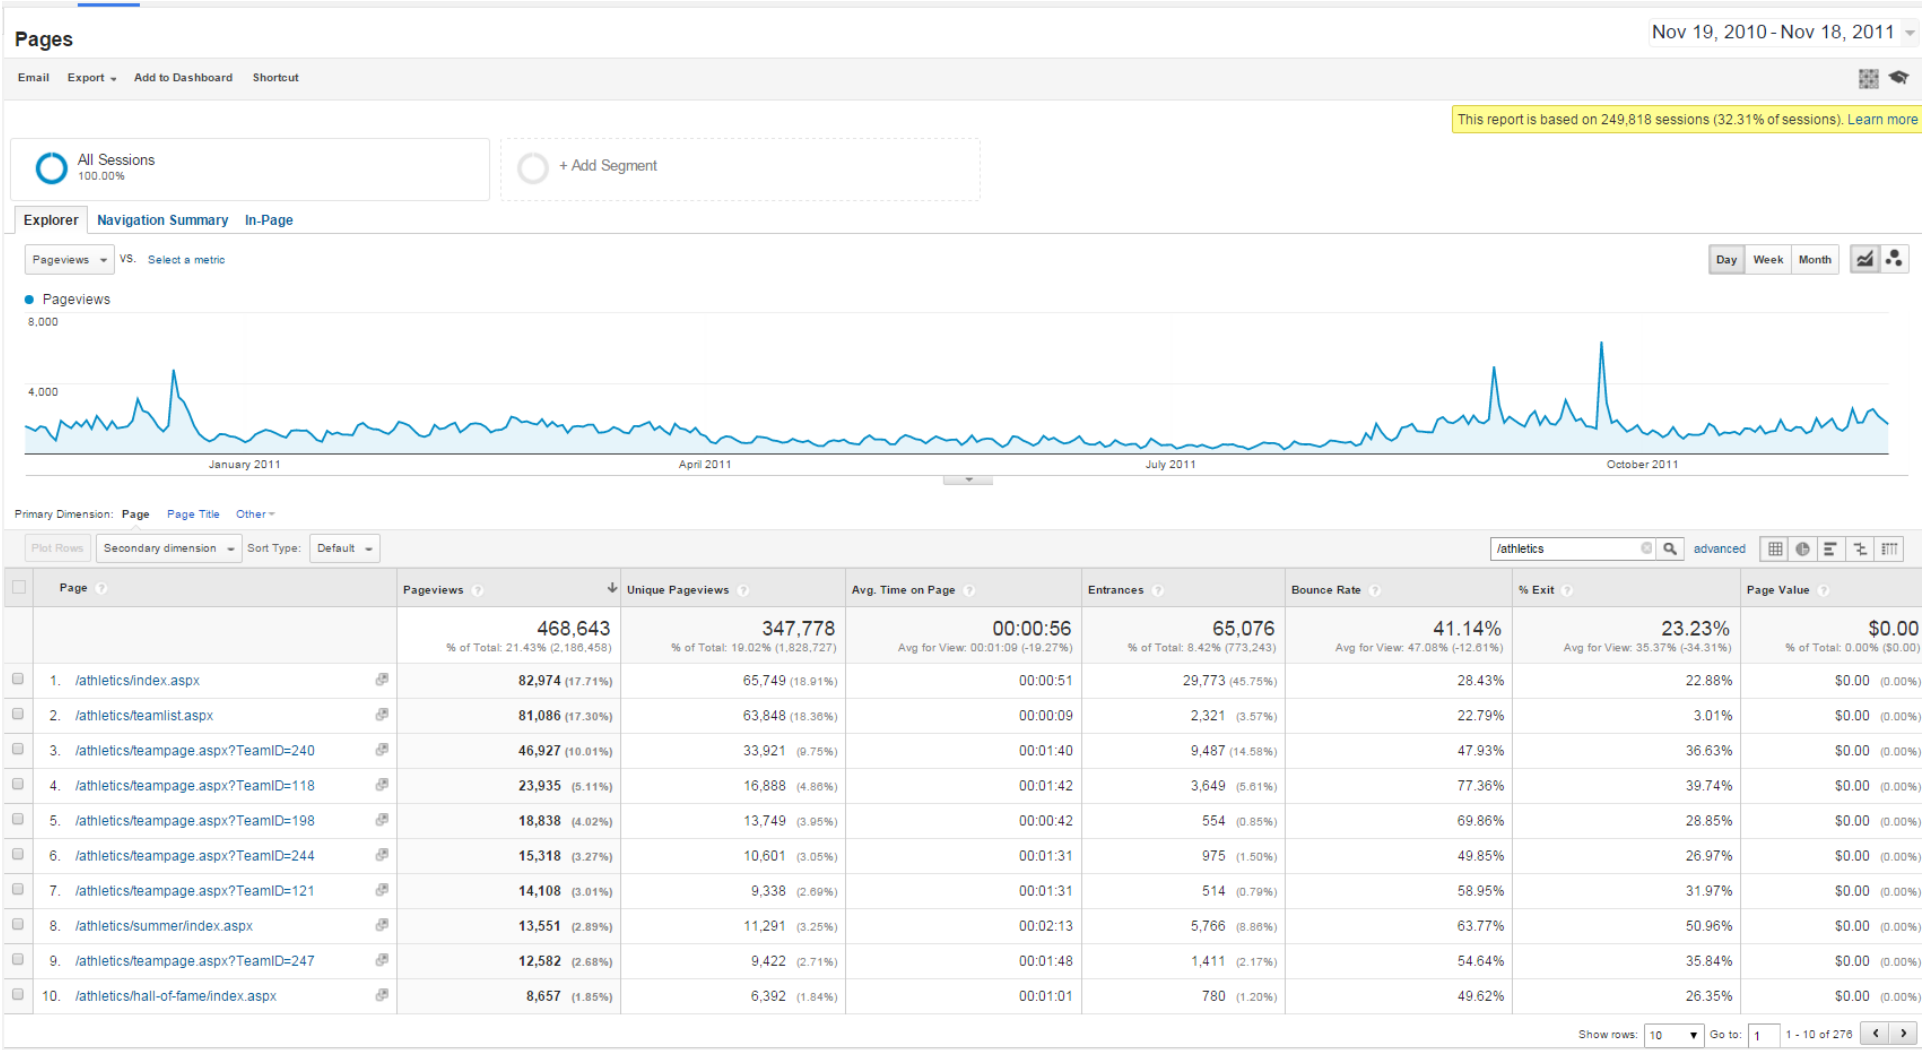 Pages
Nov 19, 2010 - Nov 18, 2011
Email Export Add to Dashboard Shortcut
This report is based on 249,818 sessions (32.31% of sessions). Learn more
All Sessions
100.00%
+ Add Segment
Explorer Navigation Summary In-Page
Pageviews VS. Select a metric
Day Week Month
Pageviews
8,000
4,000
January 2011 April 2011 July 2011 October 2011
Primary Dimension: Page Page Title Other
Plot Rows Secondary dimension Sort Type: Default /athletics advanced
Page ? Pageviews ? Unique Pageviews ? Avg. Time on Page ? Entrances ? Bounce Rate ? % Exit ? Page Value ?
468,643 347,778 00:00:56 65,076 41.14% 23.23% $0.00
% of Total: 21.43% (2,186,458) % of Total: 19.02% (1,828,727) Avg for View: 00:01:09 (-19.27%) % of Total: 8.42% (773,243) Avg for View: 47.08% (-12.61%) Avg for View: 35.37% (-34.31%) % of Total: 0.00% ($0.00)
1. /athletics/index.aspx 82,974 (17.71%) 65,749 (18.91%) 00:00:51 29,773 (45.75%) 28.43% 22.88% $0.00 (0.00%)
2. /athletics/teamlist.aspx 81,086 (17.30%) 63,848 (18.36%) 00:00:09 2,321 (3.57%) 22.79% 3.01% $0.00 (0.00%)
3. /athletics/teampage.aspx?TeamID=240 46,927 (10.01%) 33,921 (9.75%) 00:01:40 9,487 (14.58%) 47.93% 36.63% $0.00 (0.00%)
4. /athletics/teampage.aspx?TeamID=118 23,935 (5.11%) 16,888 (4.86%) 00:01:42 3,649 (5.61%) 77.36% 39.74% $0.00 (0.00%)
5. /athletics/teampage.aspx?TeamID=198 18,838 (4.02%) 13,749 (3.95%) 00:00:42 554 (0.85%) 69.86% 28.85% $0.00 (0.00%)
6. /athletics/teampage.aspx?TeamID=244 15,318 (3.27%) 10,601 (3.05%) 00:01:31 975 (1.50%) 49.85% 26.97% $0.00 (0.00%)
7. /athletics/teampage.aspx?TeamID=121 14,108 (3.01%) 9,338 (2.69%) 00:01:31 514 (0.79%) 58.95% 31.97% $0.00 (0.00%)
8. /athletics/summer/index.aspx 13,551 (2.89%) 11,291 (3.25%) 00:02:13 5,766 (8.86%) 63.77% 50.96% $0.00 (0.00%)
9. /athletics/teampage.aspx?TeamID=247 12,582 (2.68%) 9,422 (2.71%) 00:01:48 1,411 (2.17%) 54.64% 35.84% $0.00 (0.00%)
10. /athletics/hall-of-fame/index.aspx 8,657 (1.85%) 6,392 (1.84%) 00:01:01 780 (1.20%) 49.62% 26.35% $0.00 (0.00%)
Show rows: 10 Go to: 1 1 - 10 of 276